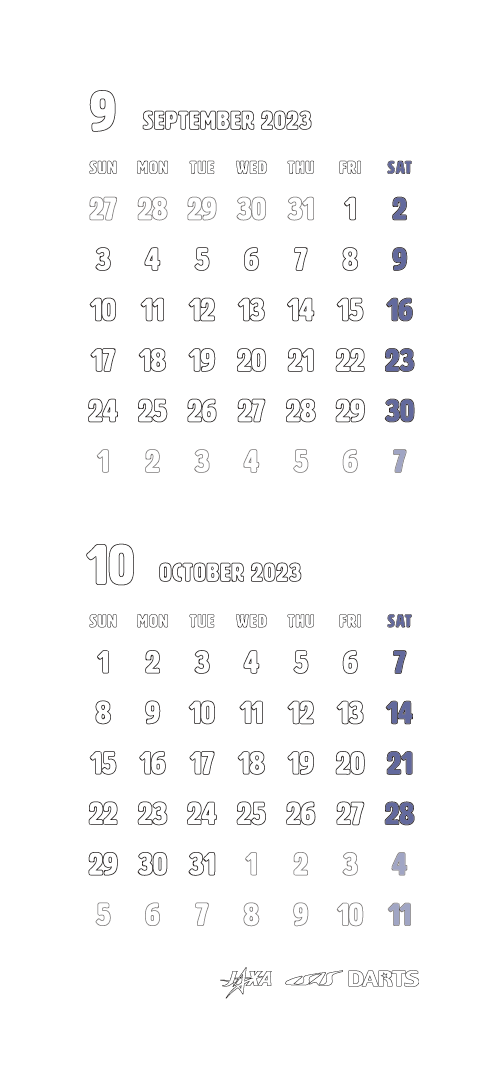 9 SEPTEMBER 2023
SUN MON TUE WED THU FRI SAT
27 28 29 30 31 1 2
3 4 5 6 7 8 9
10 11 12 13 14 15 16
17 18 19 20 21 22 23
24 25 26 27 28 29 30
1 2 3 4 5 6 7
10 OCTOBER 2023
SUN MON TUE WED THU FRI SAT
1 2 3 4 5 6 7
8 9 10 11 12 13 14
15 16 17 18 19 20 21
22 23 24 25 26 27 28
29 30 31 1 2 3 4
5 6 7 8 9 10 11
JAXA ISAS DARTS